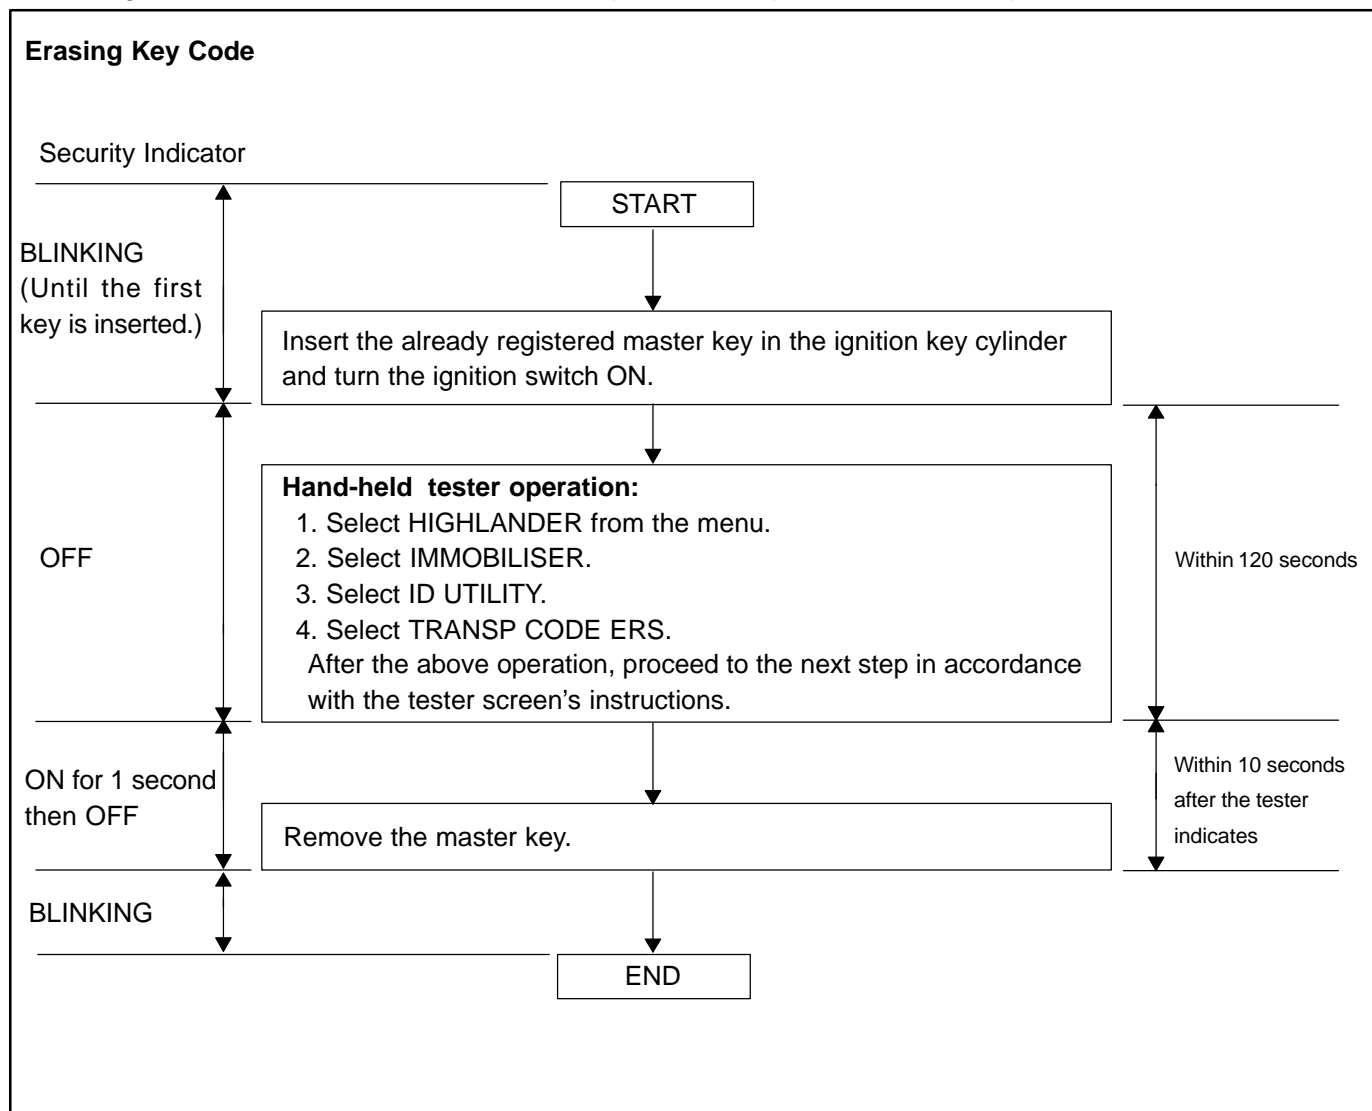 Erasing Key Code
Security Indicator
START
BLINKING
(Until the first
key is inserted.)
Insert the already registered master key in the ignition key cylinder
and turn the ignition switch ON.
OFF
Hand-held tester operation:
1. Select HIGHLANDER from the menu.
2. Select IMMOBILISER.
3. Select ID UTILITY.
4. Select TRANSP CODE ERS.
After the above operation, proceed to the next step in accordance
with the tester screen’s instructions.
Within 120 seconds
ON for 1 second
then OFF
Remove the master key.
Within 10 seconds
after the tester
indicates
BLINKING
END